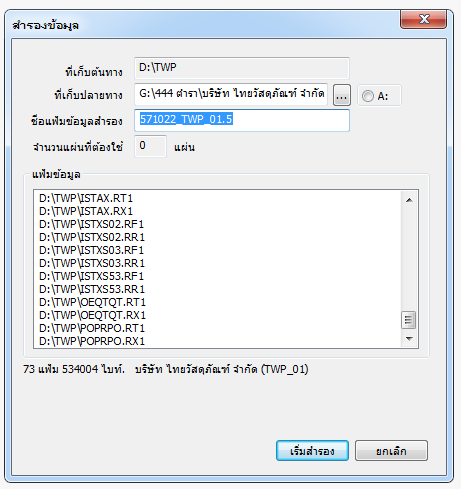 สำรองข้อมูล
ที่เก็บต้นทาง D:\TWP
ที่เก็บปลายทาง G:\444 ตำรา\บริษัท ไทยวัสดุภัณฑ์ จำกัด ... A:
ชื่อแฟ้มข้อมูลสำรอง 571022_TWP_01.5
จำนวนแผ่นที่ต้องใช้ 0 แผ่น
แฟ้มข้อมูล
D:\TWP\ISTAX.RT1
D:\TWP\ISTAX.RX1
D:\TWP\ISTXS02.RF1
D:\TWP\ISTXS02.RR1
D:\TWP\ISTXS03.RF1
D:\TWP\ISTXS03.RR1
D:\TWP\ISTXS53.RF1
D:\TWP\ISTXS53.RR1
D:\TWP\OEQTQT.RT1
D:\TWP\OEQTQT.RX1
D:\TWP\POPRPO.RT1
D:\TWP\POPRPO.RX1
73 แฟ้ม 534004 ไบท์. บริษัท ไทยวัสดุภัณฑ์ จำกัด (TWP_01)
เริ่มสำรอง ยกเลิก